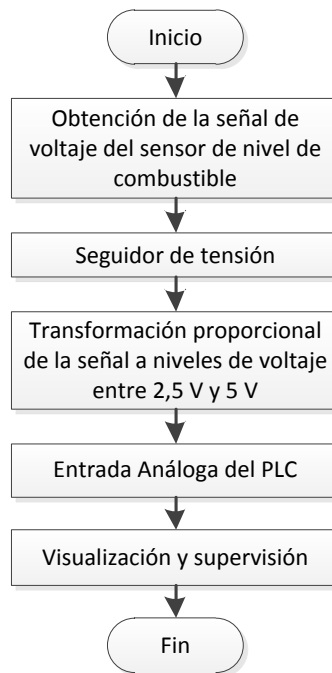 Inicio
Obtención de la señal de
voltaje del sensor de nivel de
combustible
Seguidor de tensión
Transformación proporcional
de la señal a niveles de voltaje
entre 2,5 V y 5 V
Entrada Análoga del PLC
Visualización y supervisión
Fin